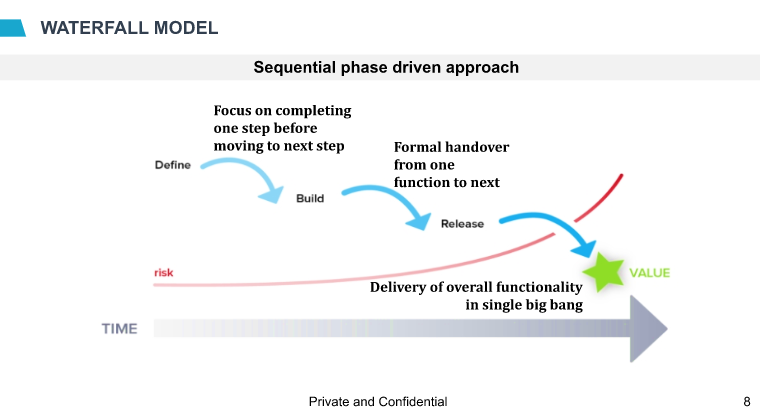 WATERFALL MODEL
Sequential phase driven approach
Focus on completing
one step before
moving to next step
Formal handover
from one
function to next
Define
Build
Release
risk
VALUE
Delivery of overall functionality
in single big bang
TIME
Private and Confidential
8